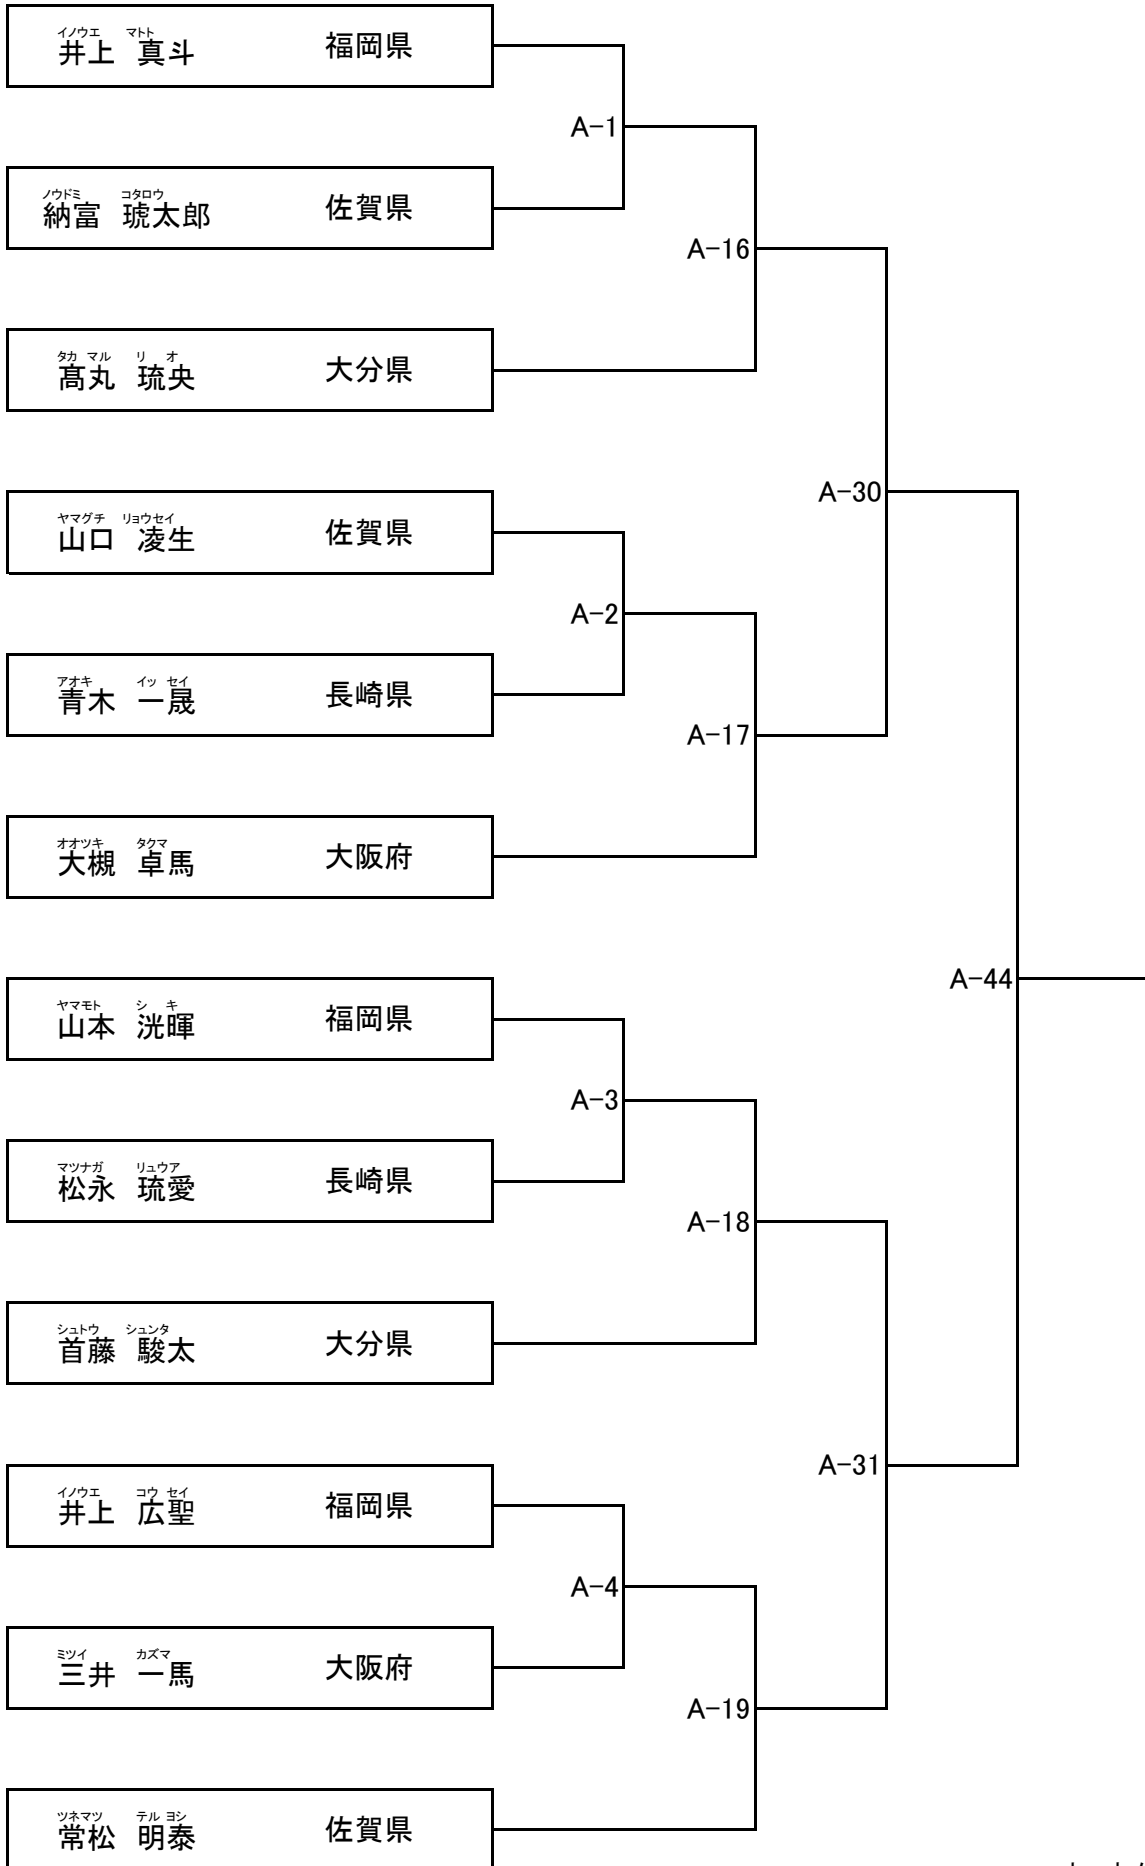 イノウエ マトト
井上 真斗 福岡県
A-1
ノウドミ コタロウ
納富 琥太郎 佐賀県
A-16
タカ マル リ オ
髙丸 琉央 大分県
A-30
ヤマグチ リョウセイ
山口 凌生 佐賀県
A-2
アオキ イッ セイ
青木 一晟 長崎県
A-17
オオツキ タクマ
大槻 卓馬 大阪府
A-44
ヤマモト シ キ
山本 洸暉 福岡県
A-3
マツナガ リュウア
松永 琉愛 長崎県
A-18
シュトウ シュンタ
首藤 駿太 大分県
A-31
イノウエ コウ セイ
井上 広聖 福岡県
A-4
ミツイ カズマ
三井 一馬 大阪府
A-19
ツネマツ テル ヨシ
常松 明泰 佐賀県